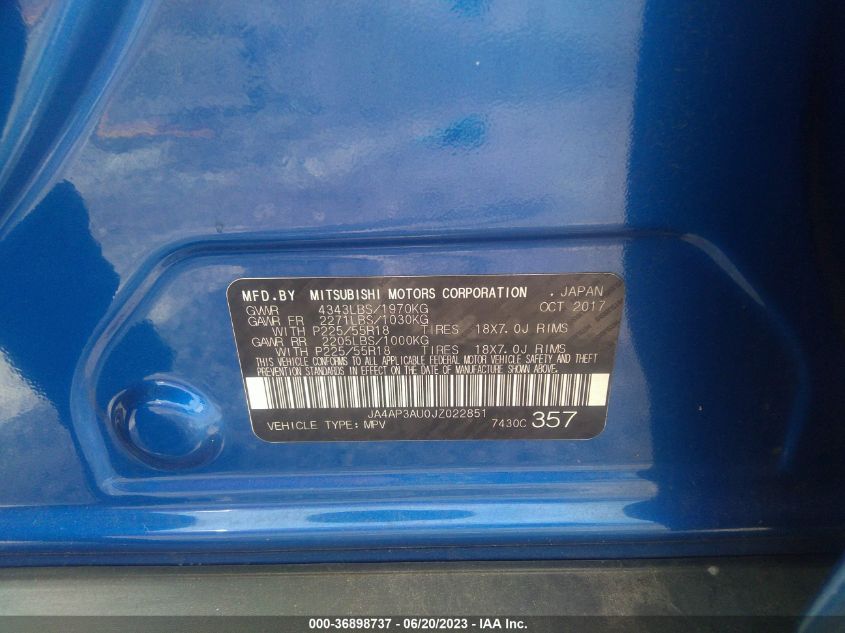 MFD.BY MITSUBISHI MOTORS CORPORATION , JAPAN
GVWR 4343LBS/1970KG OCT 2017
GAWR FR 2271LBS/1030KG
WITH P225/55R18 TIRES 18X7.0J RIMS
GAWR RR 2205LBS/1000KG
WITH P225/55R18 TIRES 18X7.0J RIMS
THIS VEHICLE CONFORMS TO ALL APPLICABLE FEDERAL MOTOR VEHICLE SAFETY AND THEFT
PREVENTION STANDARDS IN EFFECT ON THE DATE OF MANUFACTURE SHOWN ABOVE.
JA4AP3AU0JZ022851
VEHICLE TYPE:MPV 7430C 357
000-36898737 - 06/20/2023 - IAA Inc.